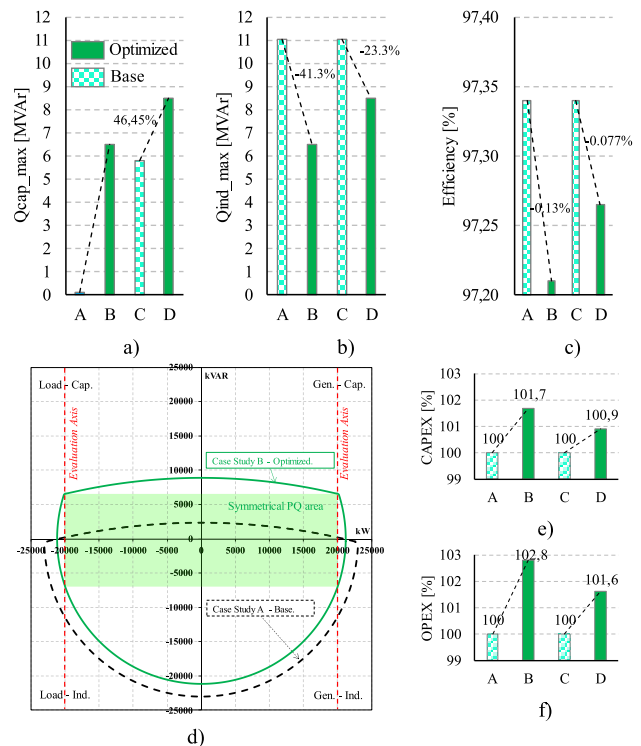 Qcap_max [MVAr]
12
11
10
9
8
7
6
5
4
3
2
1
0
Optimized
Base
46,45%
A B C D
a)
Qind_max [MVAr]
12
11
10
9
8
7
6
5
4
3
2
1
0
-41.3%
-23.3%
A B C D
b)
Efficiency [%]
97,40
97,35
97,30
97,25
97,20
-0,13%
-0.077%
A B C D
c)
25000
20000
15000
10000
5000
0
-5000
-10000
-15000
-20000
-25000
kVAR
kW
-25000 -20000 -15000 -10000 -5000 0 5000 10000 15000 20000 25000
Load - Cap.
Gen. - Cap.
Evaluation Axis
Evaluation Axis
Case Study B - Optimized.
Symmetrical PQ area
Case Study A - Base.
Load - Ind.
Gen. - Ind.
d)
CAPEX [%]
103
102
101
100
99
100
101,7
100
100,9
A B C D
e)
OPEX [%]
103
102
101
100
99
100
102,8
100
101,6
A B C D
f)